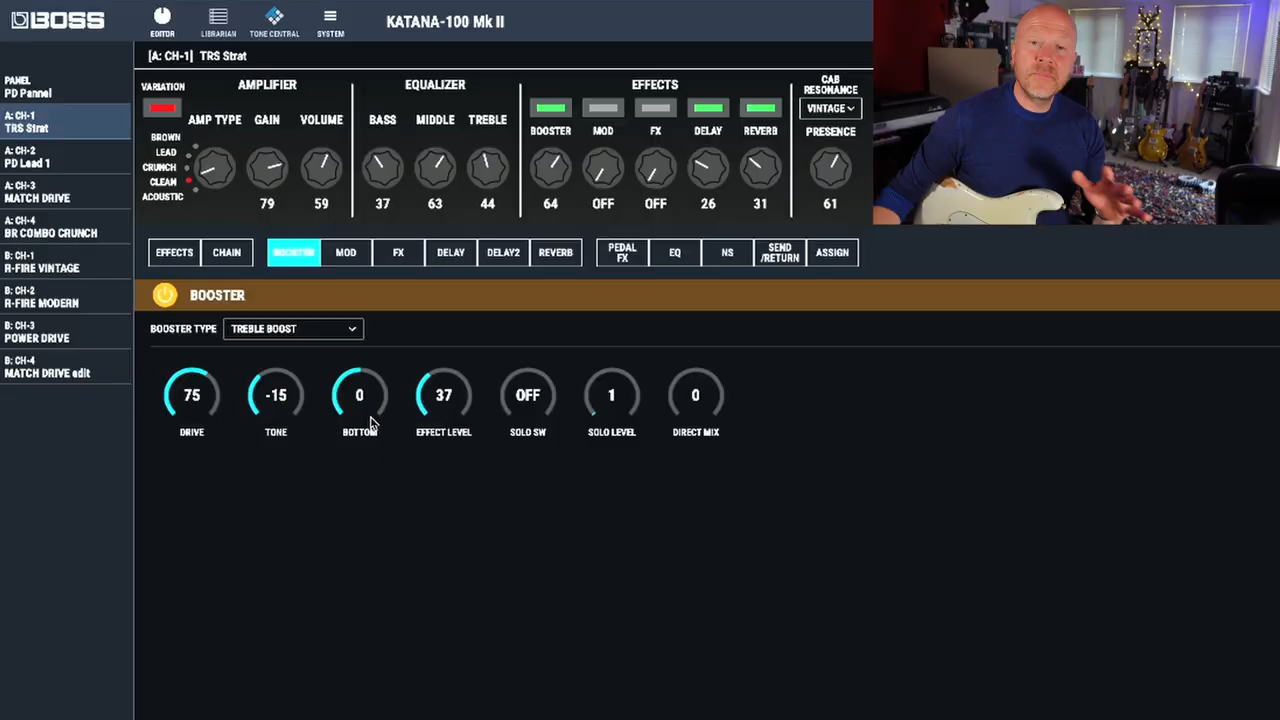 BOSS
EDITOR
LIBRARIAN
TONE CENTRAL
SYSTEM
KATANA-100 Mk II
PANEL
PD Pannel
A: CH-1
TRS Strat
A: CH-2
PD Lead 1
A: CH-3
MATCH DRIVE
A: CH-4
BR COMBO CRUNCH
B: CH-1
R-FIRE VINTAGE
B: CH-2
R-FIRE MODERN
B: CH-3
POWER DRIVE
B: CH-4
MATCH DRIVE edit
[A: CH-1] TRS Strat
VARIATION
AMPLIFIER
AMP TYPE GAIN VOLUME
BROWN
LEAD
CRUNCH
CLEAN
ACOUSTIC
79 59
EQUALIZER
BASS MIDDLE TREBLE
37 63 44
EFFECTS
BOOSTER MOD FX DELAY REVERB
64 OFF OFF 26 31
CAB
RESONANCE
VINTAGE
PRESENCE
61
EFFECTS CHAIN BOOSTER MOD FX DELAY DELAY2 REVERB PEDAL FX EQ NS SEND /RETURN ASSIGN
BOOSTER
BOOSTER TYPE TREBLE BOOST
75 -15 0 37 OFF 1 0
DRIVE TONE BOTTOM EFFECT LEVEL SOLO SW SOLO LEVEL DIRECT MIX